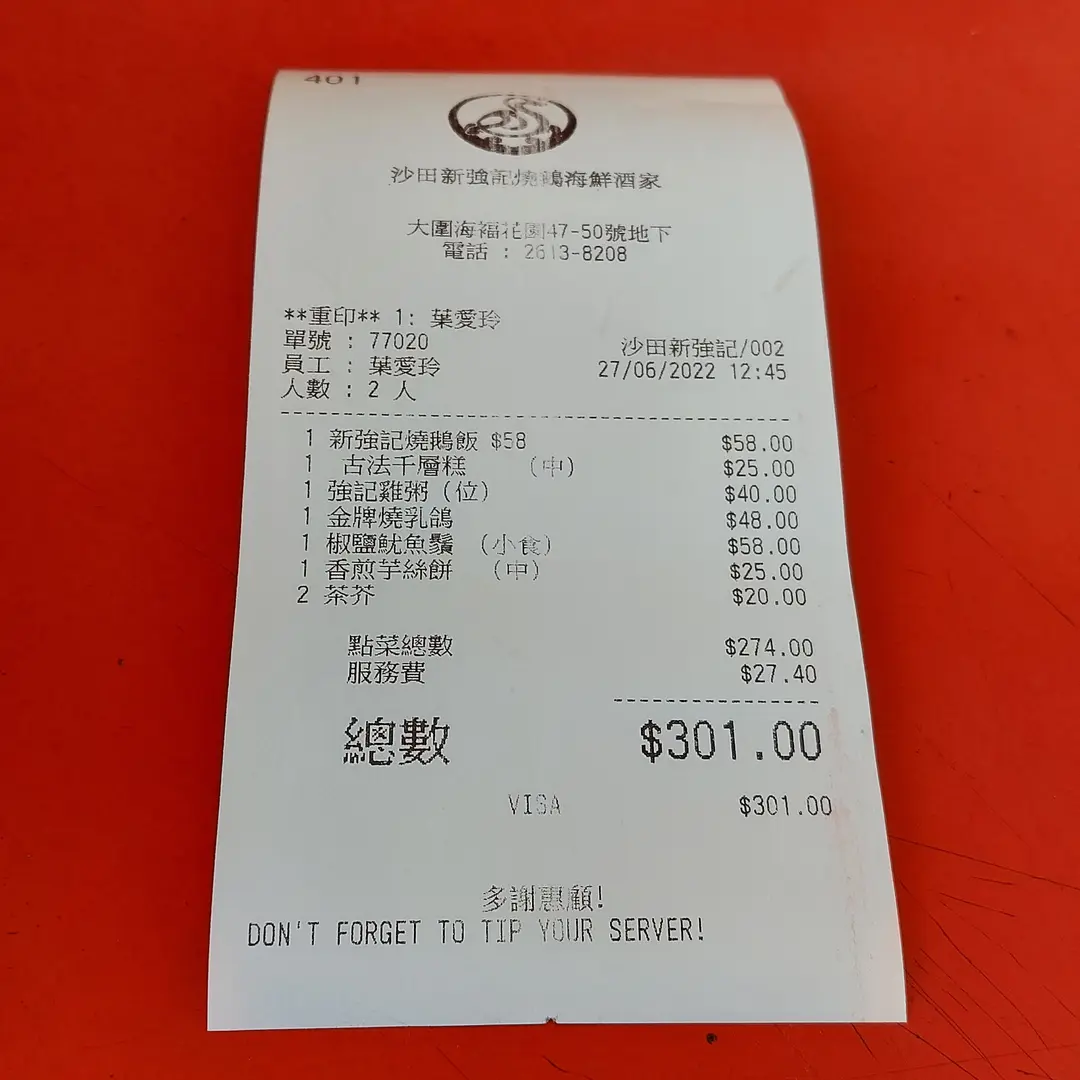 401
沙田新強記燒鵝海鮮酒家
大圍海福花園47-50號地下
電話 : 2613-8208
**重印** 1: 葉愛玲
單號 : 77020 沙田新強記/002
員工 : 葉愛玲 27/06/2022 12:45
人數 : 2 人
1 新強記燒鵝飯 $58 $58.00
1 古法千層糕 (中) $25.00
1 強記雞粥 (位) $40.00
1 金牌燒乳鴿 $48.00
1 椒鹽魷魚鬚 (小食) $58.00
1 香煎芋絲餅 (中) $25.00
2 茶芥 $20.00
點菜總數 $274.00
服務費 $27.40
總數 $301.00
VISA $301.00
多謝惠顧!
DON'T FORGET TO TIP YOUR SERVER!